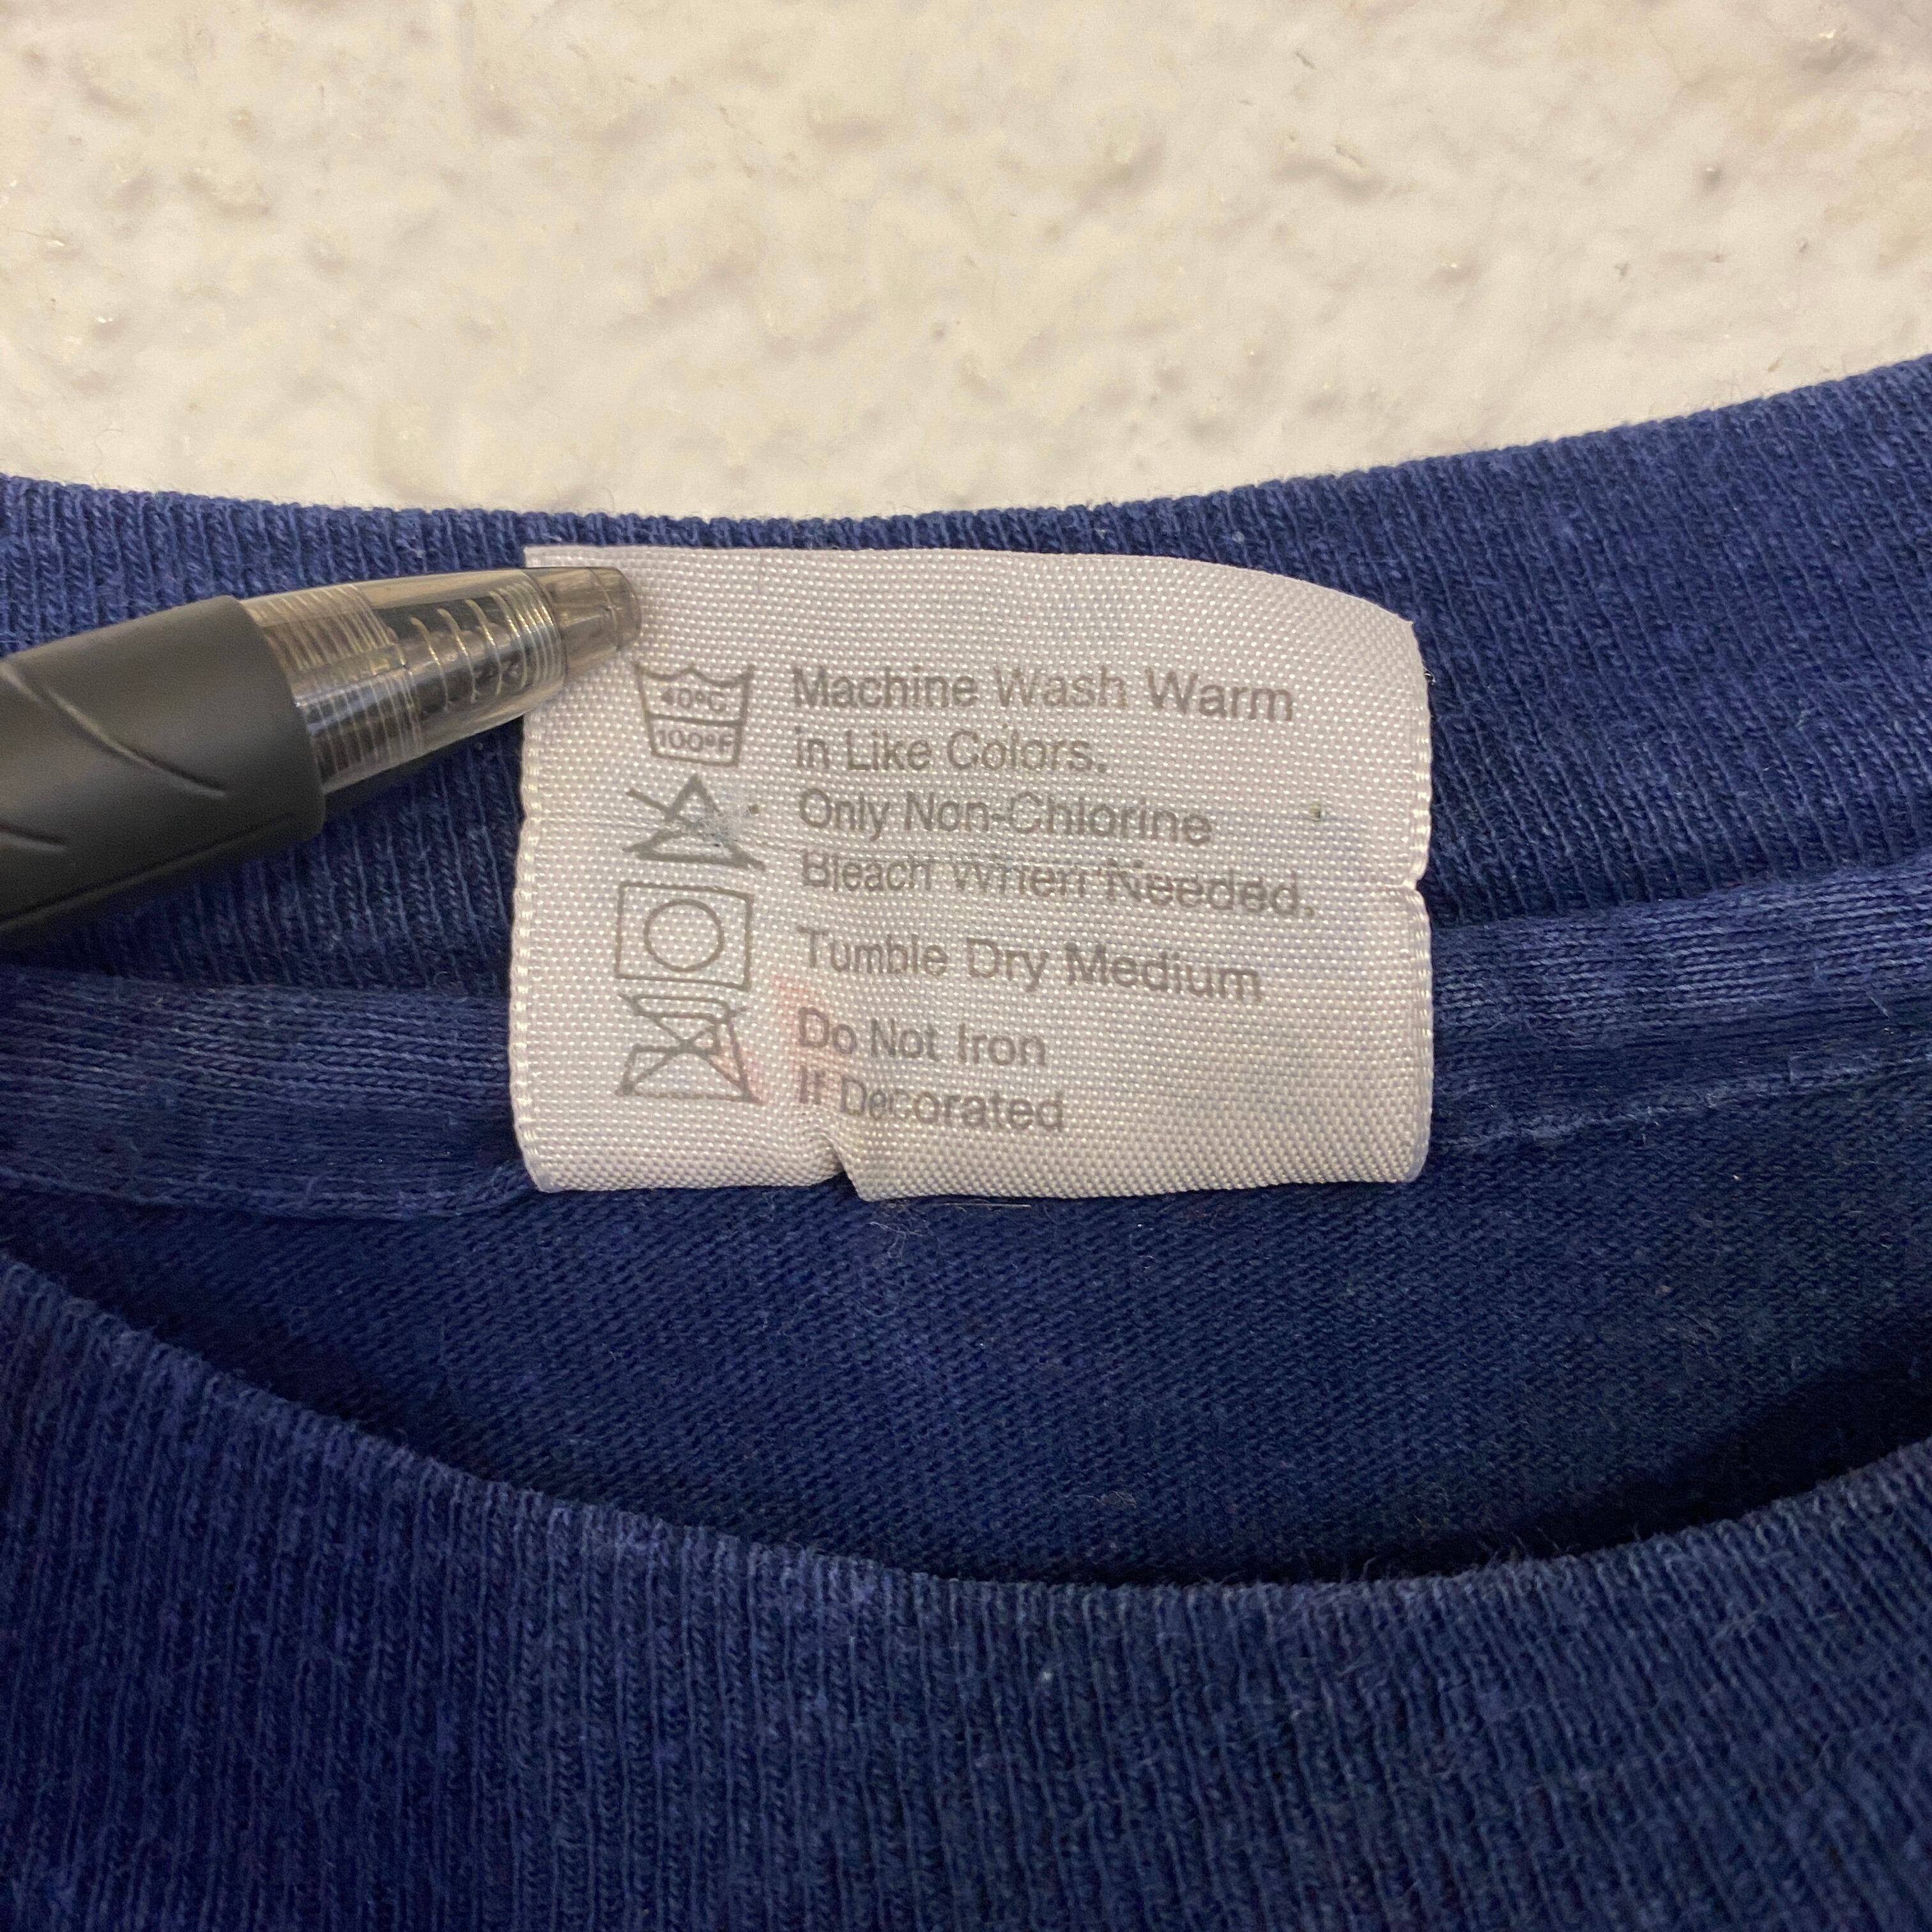 40°C
100°F
Machine Wash Warm
in Like Colors.
Only Non-Chlorine
Bleach When Needed.
Tumble Dry Medium
Do Not Iron
If Decorated